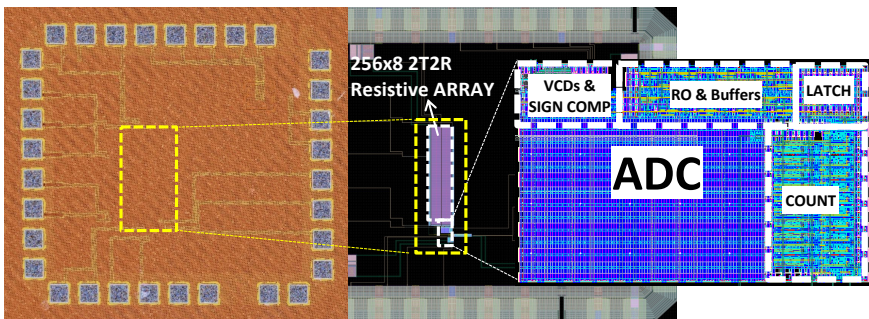 256x8 2T2R
Resistive ARRAY
VCDs &
SIGN COMP
RO & Buffers
LATCH
ADC
COUNT